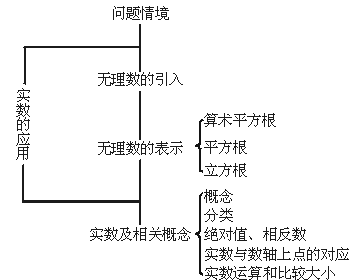 问题情境
实数的应用
无理数的引入
无理数的表示
算术平方根
平方根
立方根
实数及相关概念
概念
分类
绝对值、相反数
实数与数轴上点的对应
实数运算和比较大小